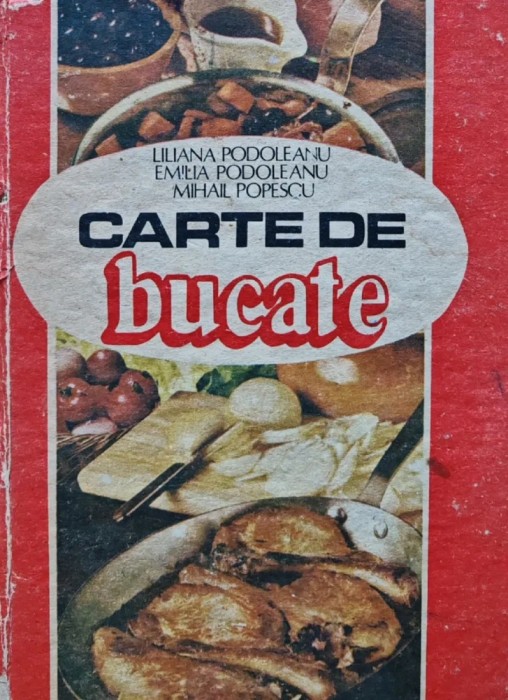 LILIANA PODOLEANU
EMILIA PODOLEANU
MIHAIL POPESCU
CARTE DE
bucate